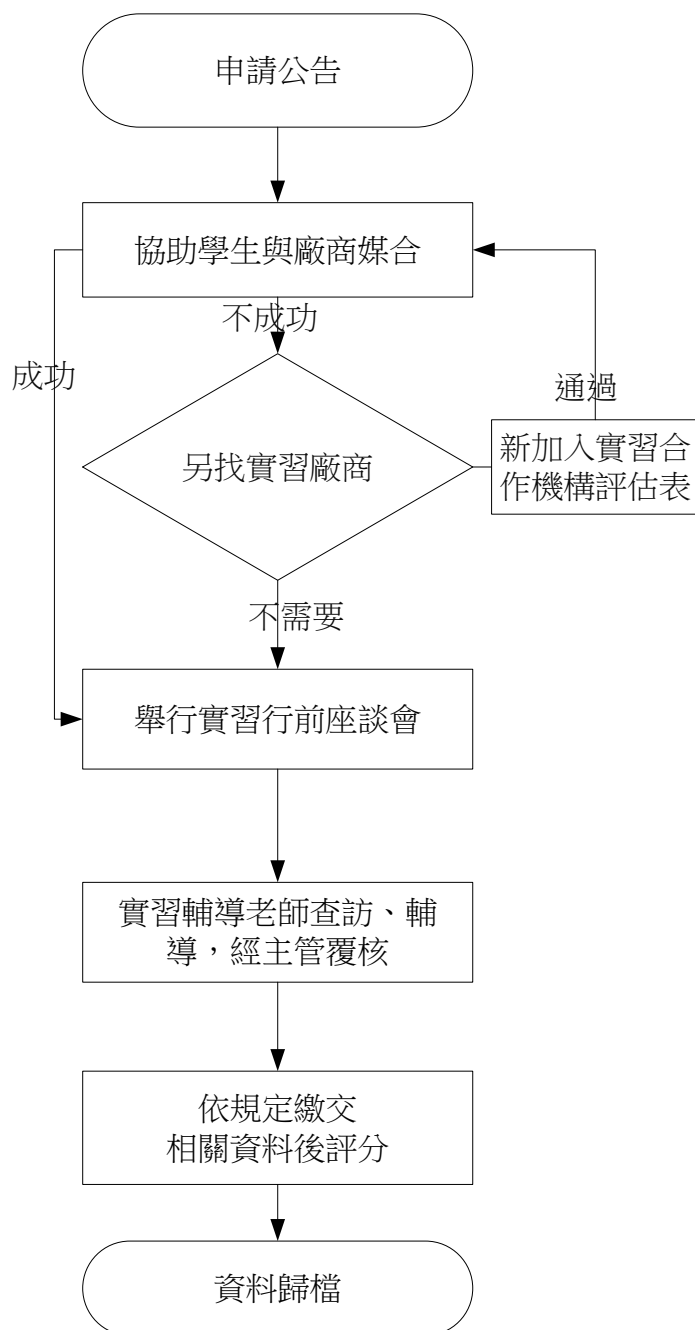 申請公告
協助學生與廠商媒合
不成功
成功
通過
另找實習廠商
新加入實習合
作機構評估表
不需要
舉行實習行前座談會
實習輔導老師查訪、輔
導，經主管覆核
依規定繳交
相關資料後評分
資料歸檔